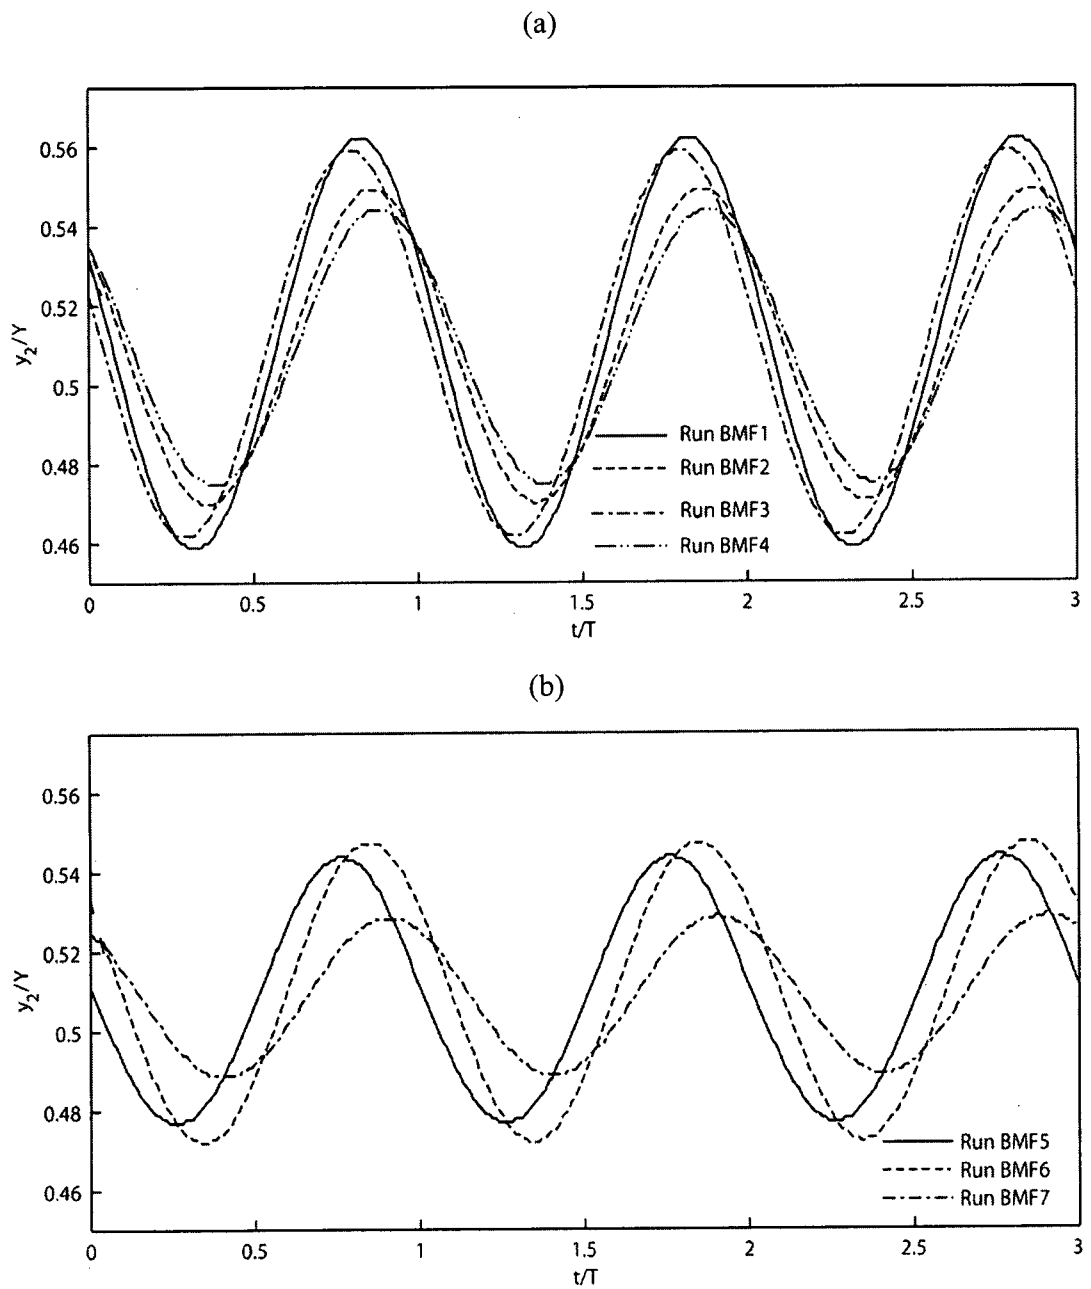 (a)
0.56
0.54
0.52
0.5
0.48
0.46
y2/Y
Run BMF1
Run BMF2
Run BMF3
Run BMF4
0 0.5 1 1.5 2 2.5 3
t/T
(b)
0.56
0.54
0.52
0.5
0.48
0.46
y2/Y
Run BMF5
Run BMF6
Run BMF7
0 0.5 1 1.5 2 2.5 3
t/T